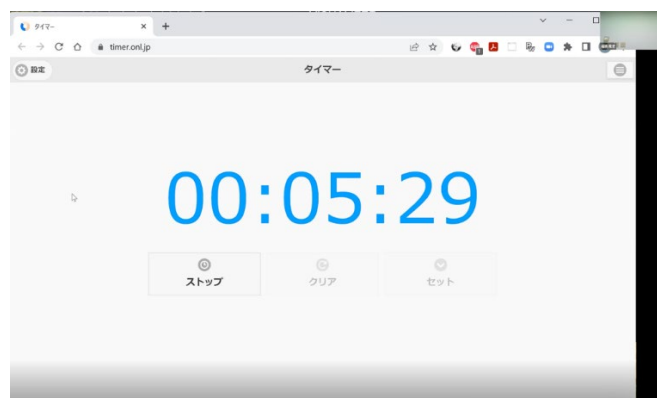 タイマー
timer.onl.jp
設定
タイマー
00:05:29
ストップ
クリア
セット